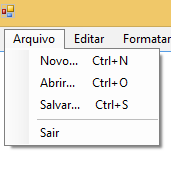 Arquivo Editar Formatar
Novo... Ctrl+N
Abrir... Ctrl+O
Salvar... Ctrl+S
Sair